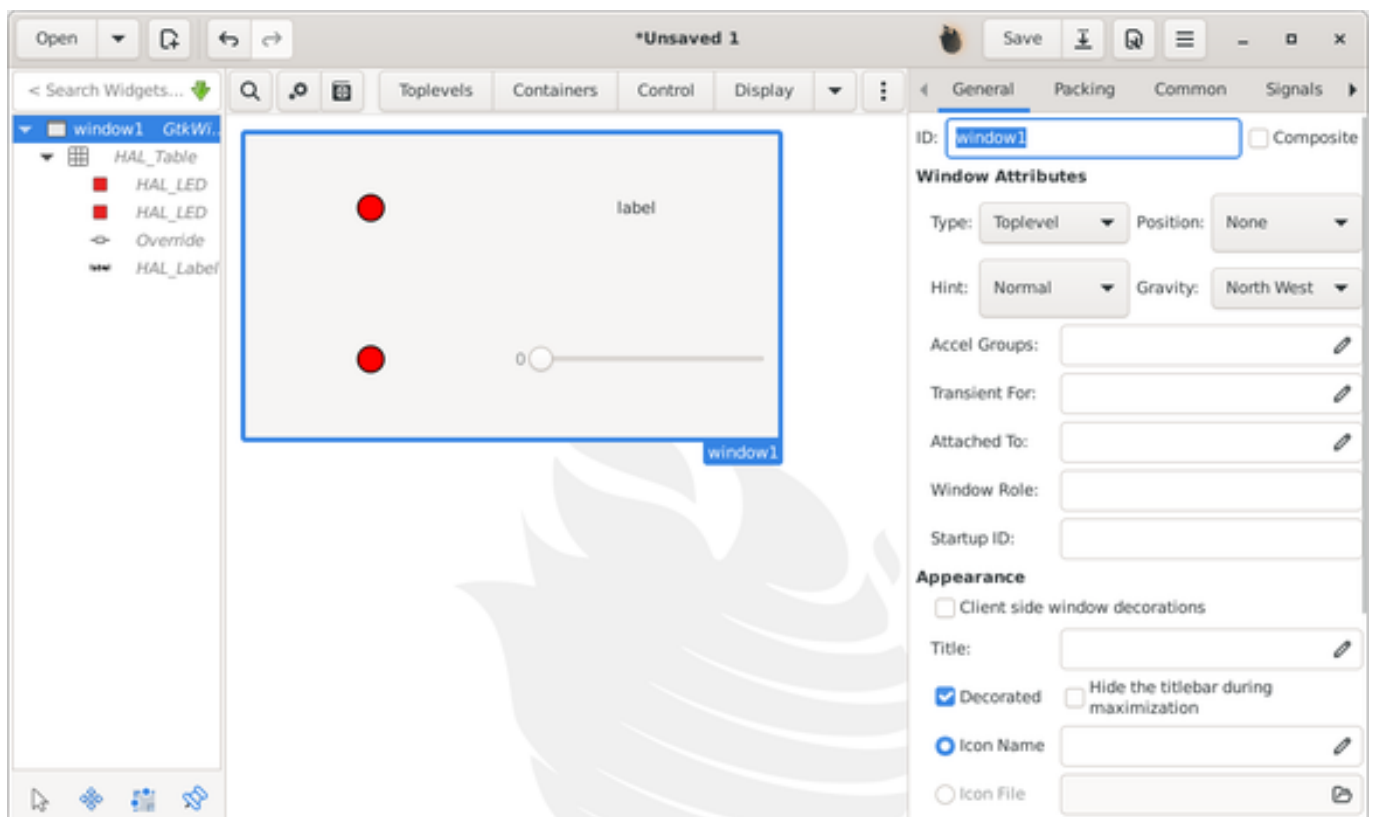 Open
*Unsaved 1
Save
< Search Widgets...
Toplevels
Containers
Control
Display
General
Packing
Common
Signals
window1 GtkWi..
HAL_Table
HAL_LED
HAL_LED
Override
HAL_Label
label
0
window1
ID: window1
Composite
Window Attributes
Type: Toplevel Position: None
Hint: Normal Gravity: North West
Accel Groups:
Transient For:
Attached To:
Window Role:
Startup ID:
Appearance
Client side window decorations
Title:
Decorated
Hide the titlebar during
maximization
Icon Name
Icon File